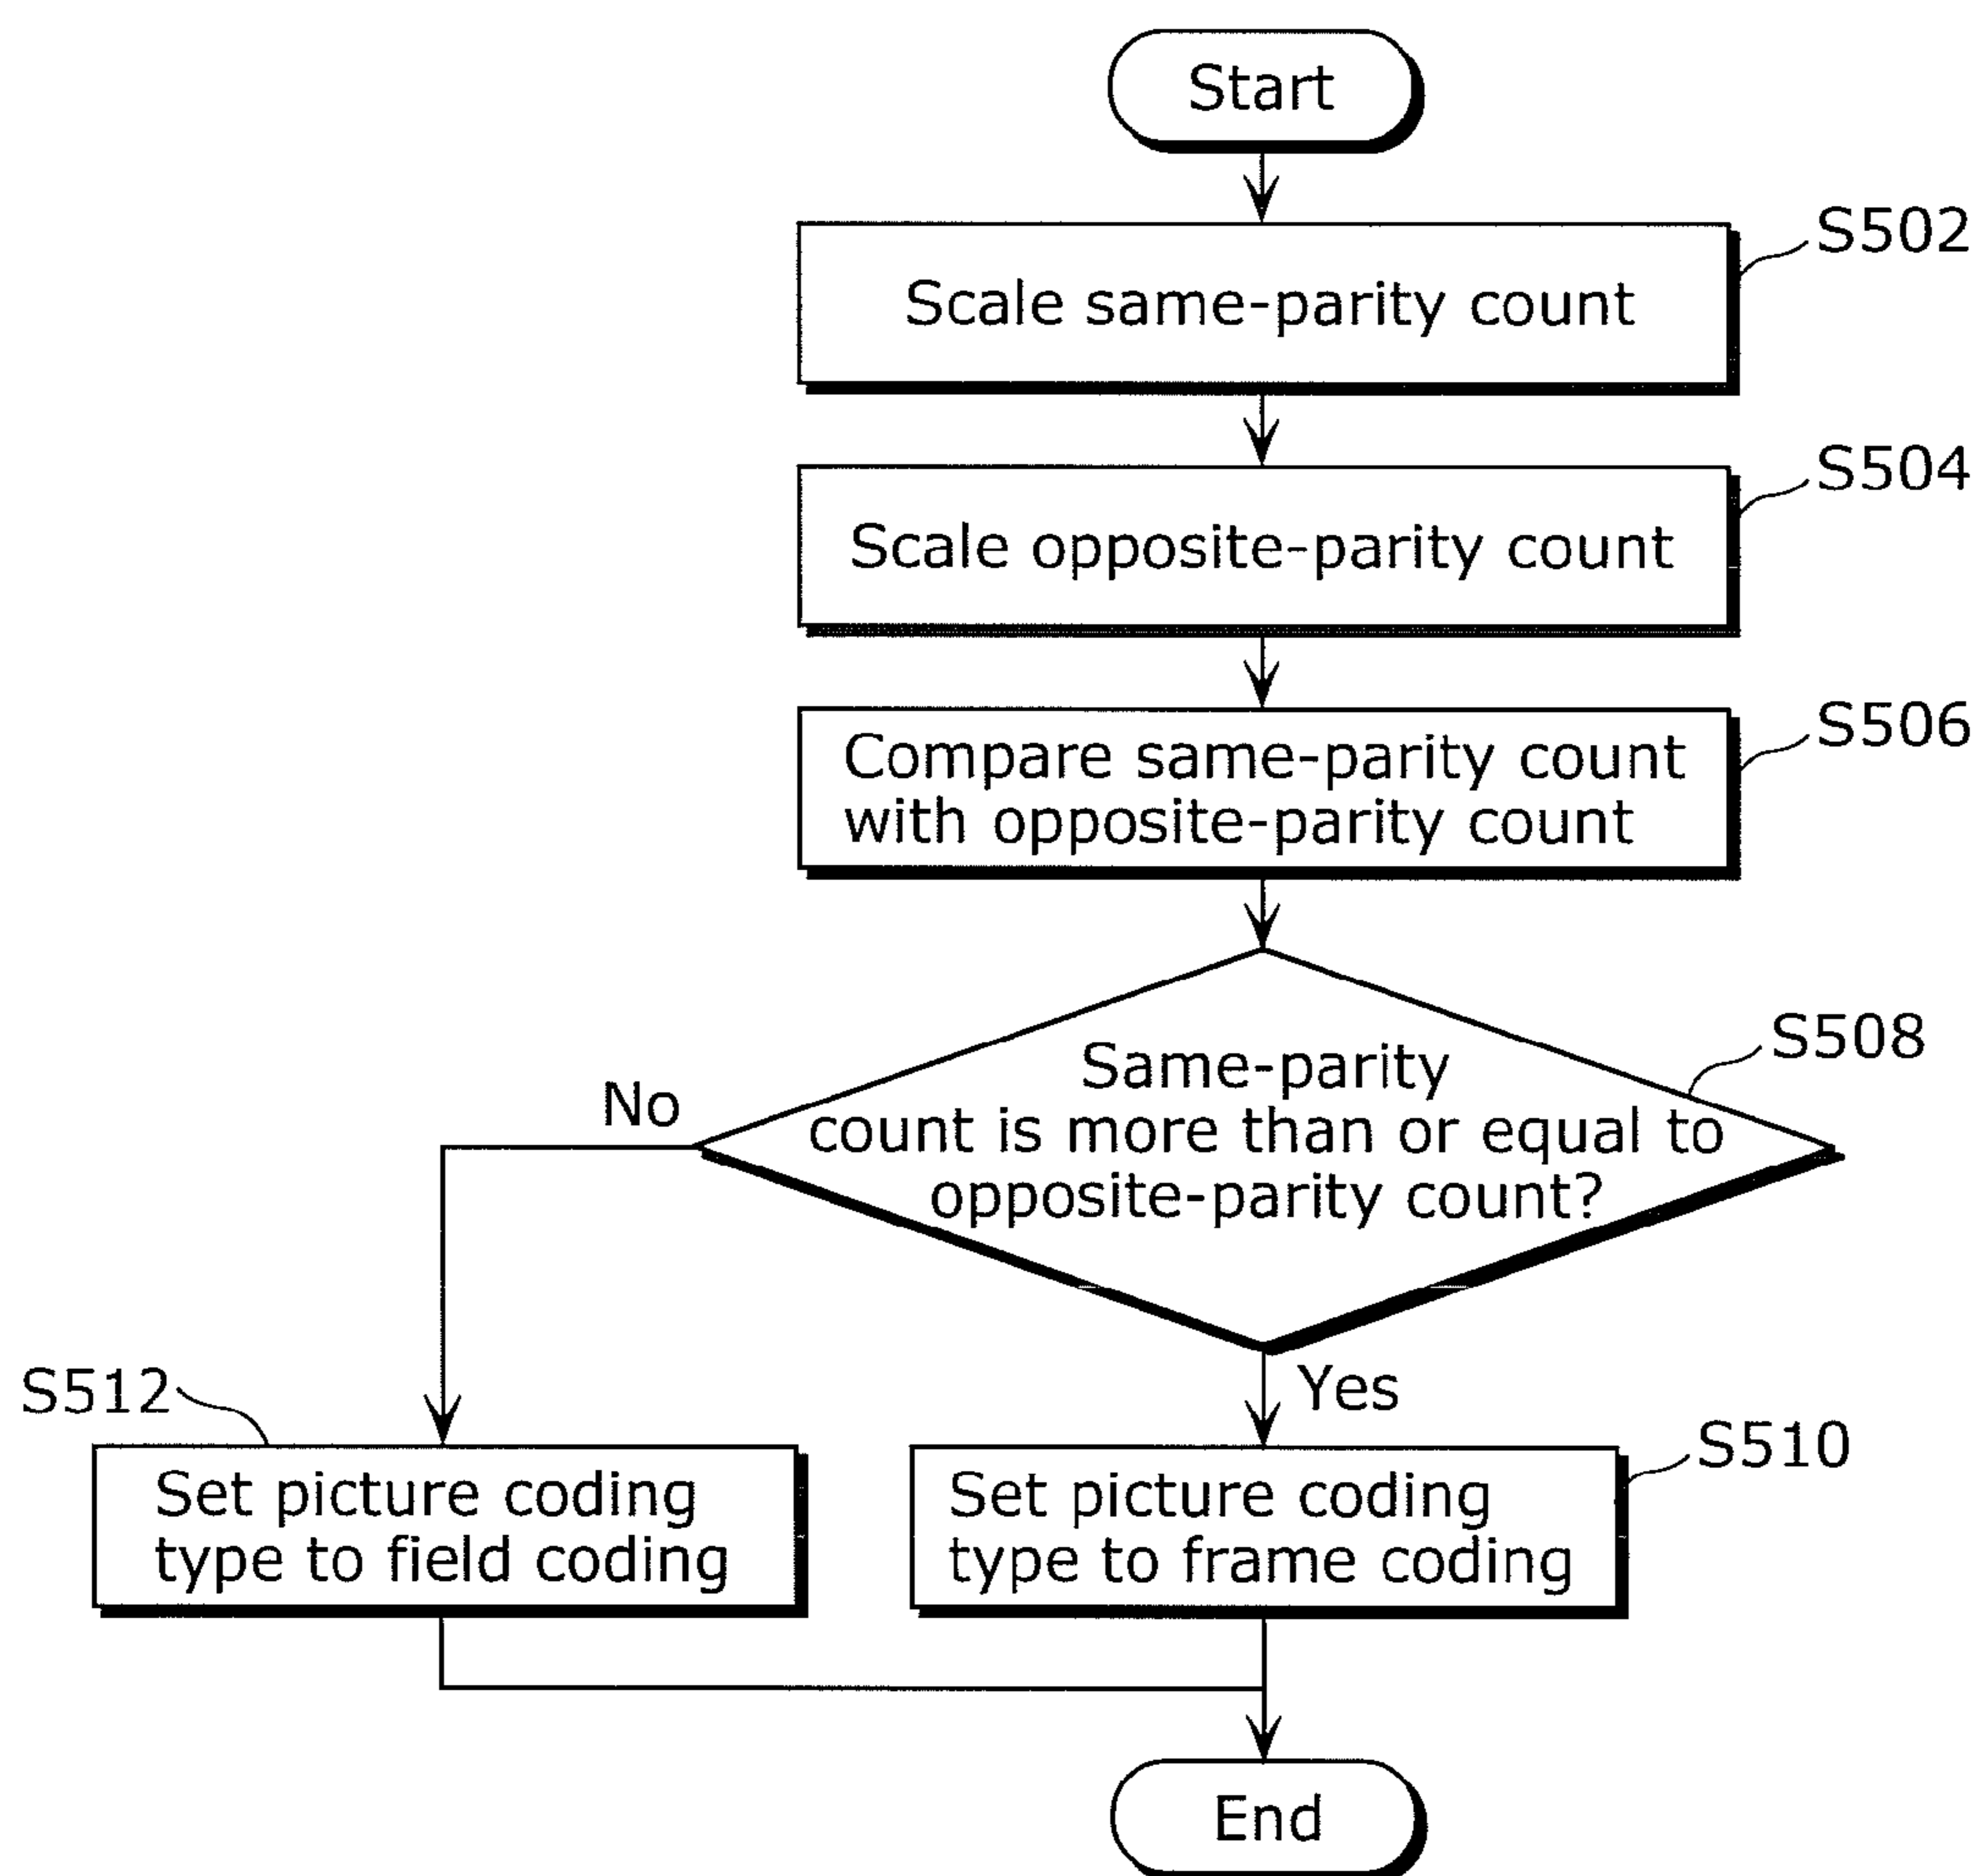 Start
S502
Scale same-parity count
S504
Scale opposite-parity count
S506
Compare same-parity count
with opposite-parity count
S508
Same-parity
count is more than or equal to
opposite-parity count?
No
Yes
S512
Set picture coding
type to field coding
S510
Set picture coding
type to frame coding
End